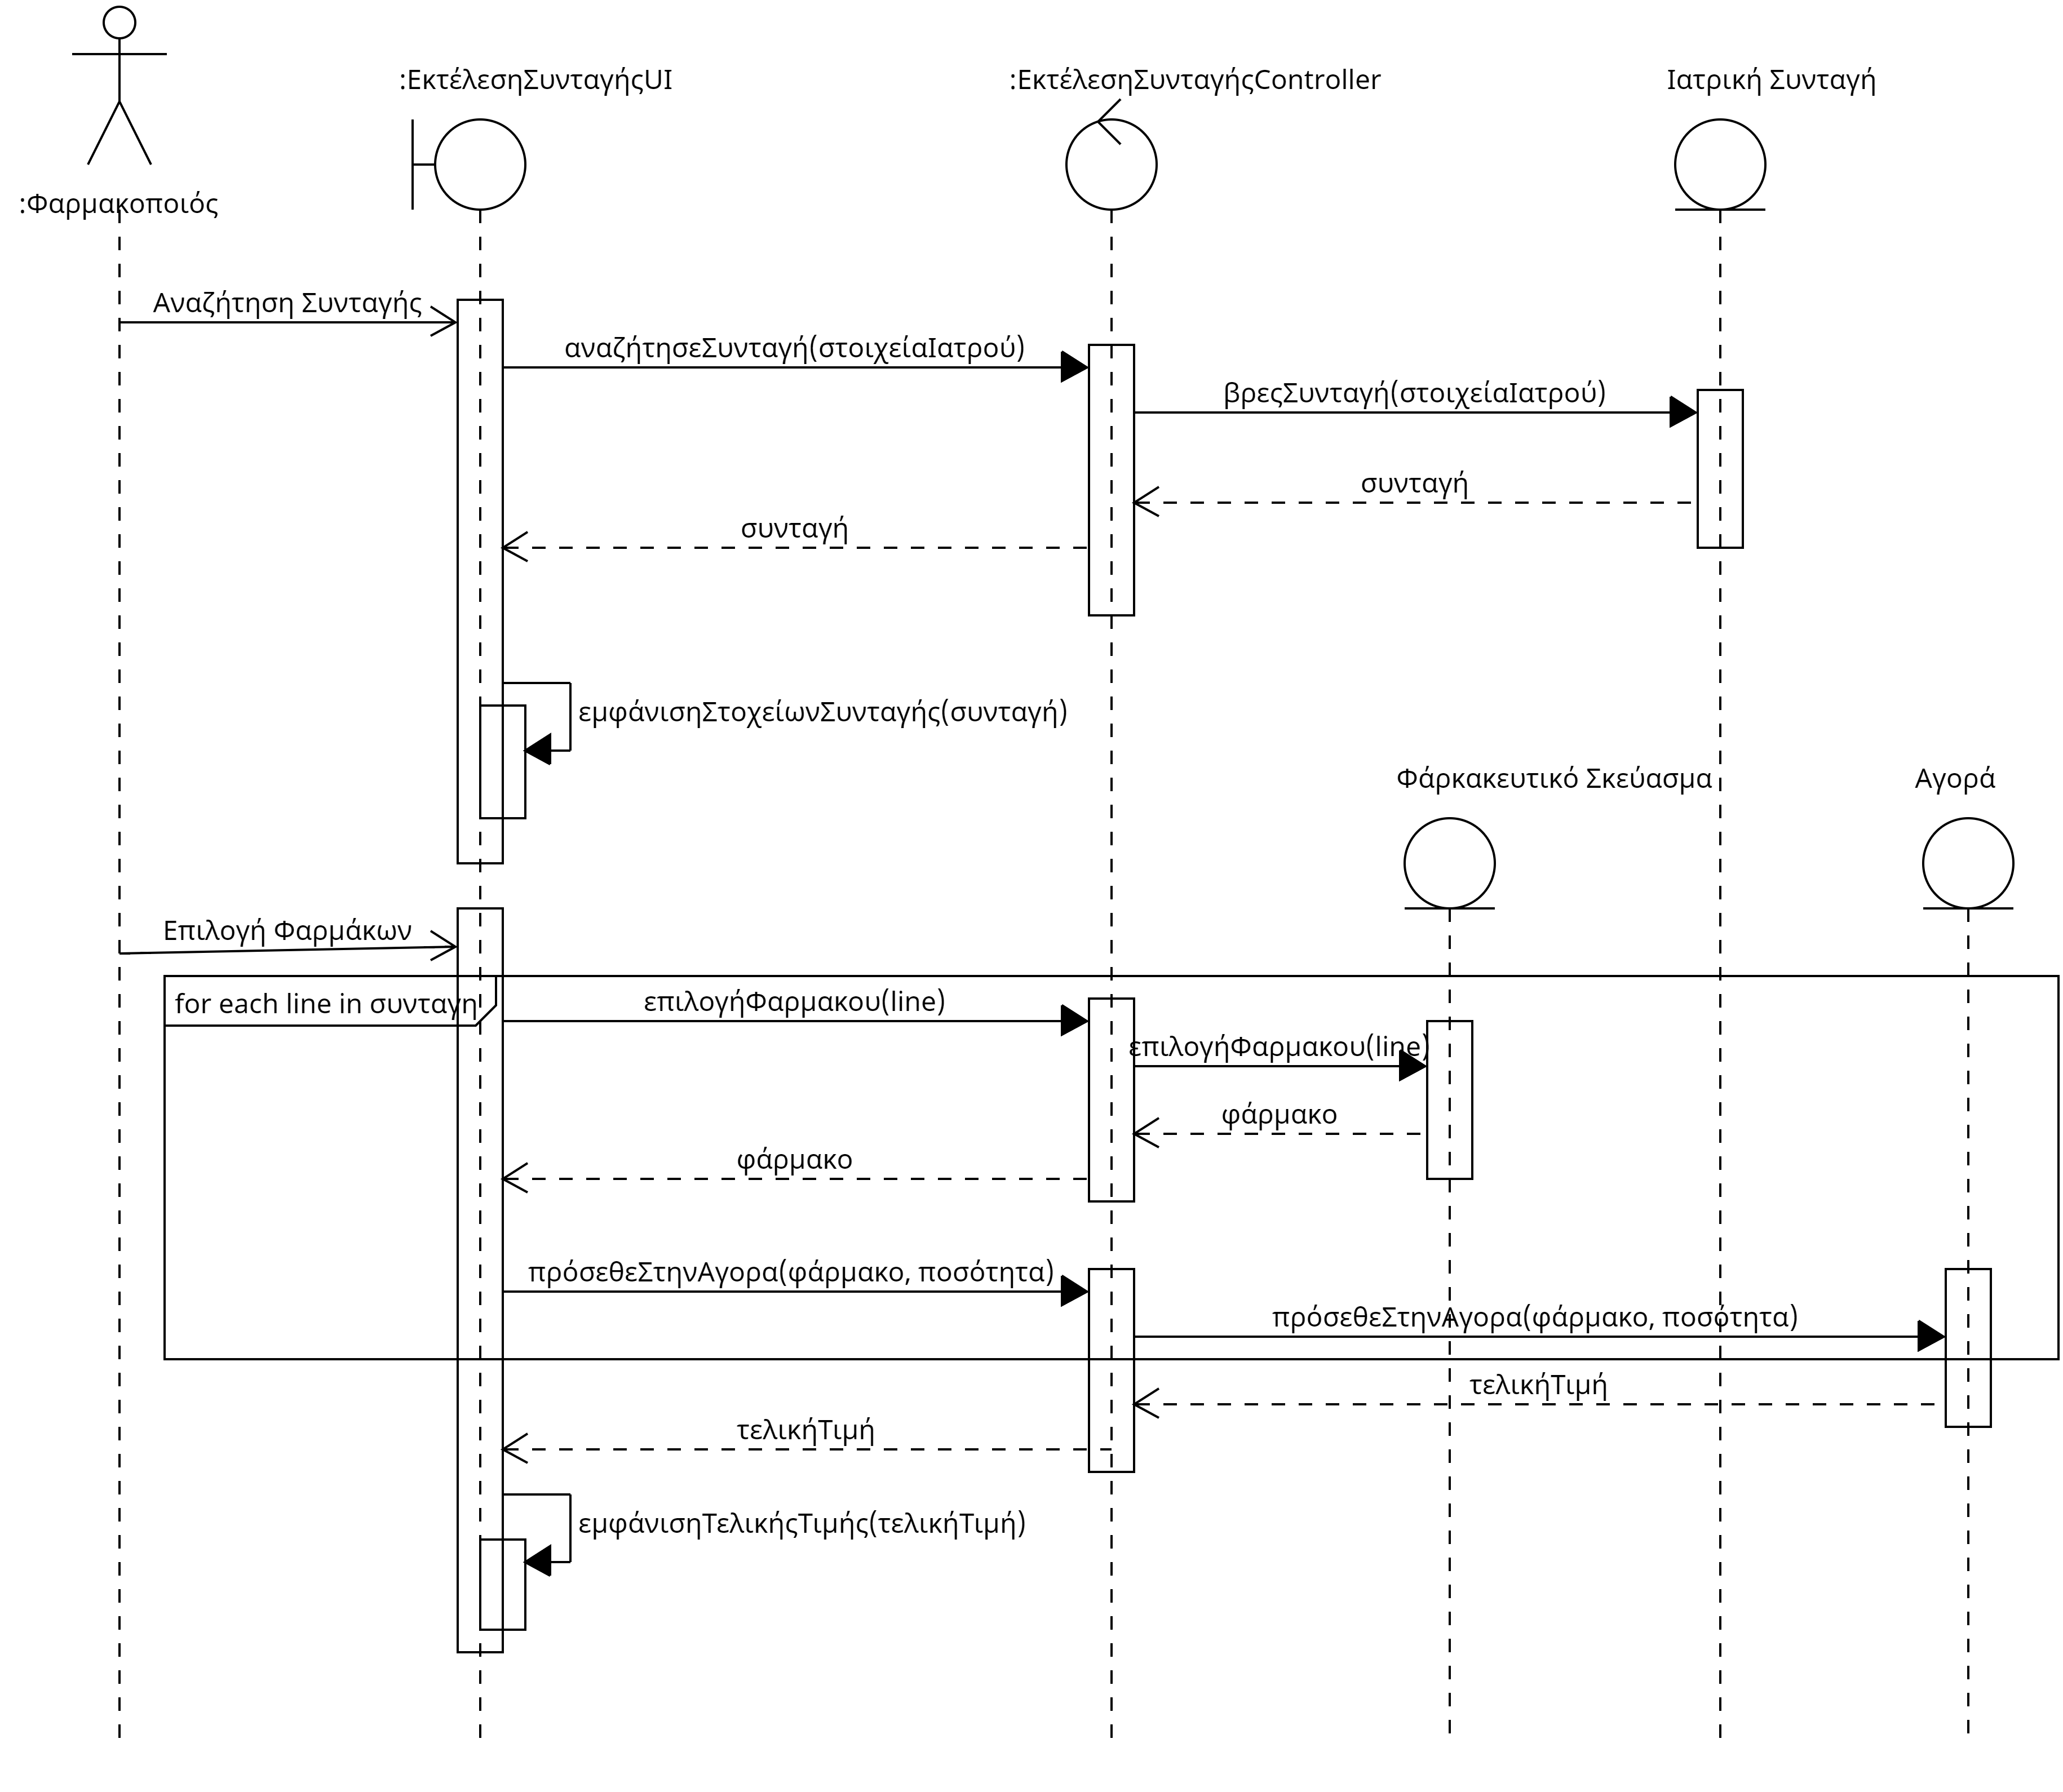 :ΕκτέλεσηΣυνταγήςUI
:ΕκτέλεσηΣυνταγήςController
Ιατρική Συνταγή
:Φαρμακοποιός
Αναζήτηση Συνταγής
αναζήτησεΣυνταγή(στοιχείαΙατρού)
βρεςΣυνταγή(στοιχείαΙατρού)
συνταγή
συνταγή
εμφάνισηΣτοχείωνΣυνταγής(συνταγή)
Φάρκακευτικό Σκεύασμα
Αγορά
Επιλογή Φαρμάκων
for each line in συνταγη
επιλογήΦαρμακου(line)
επιλογήΦαρμακου(line)
φάρμακο
φάρμακο
πρόσεθεΣτηνΑγορα(φάρμακο, ποσότητα)
πρόσεθεΣτηνΑγορα(φάρμακο, ποσότητα)
τελικήΤιμή
τελικήΤιμή
εμφάνισηΤελικήςΤιμής(τελικήΤιμή)